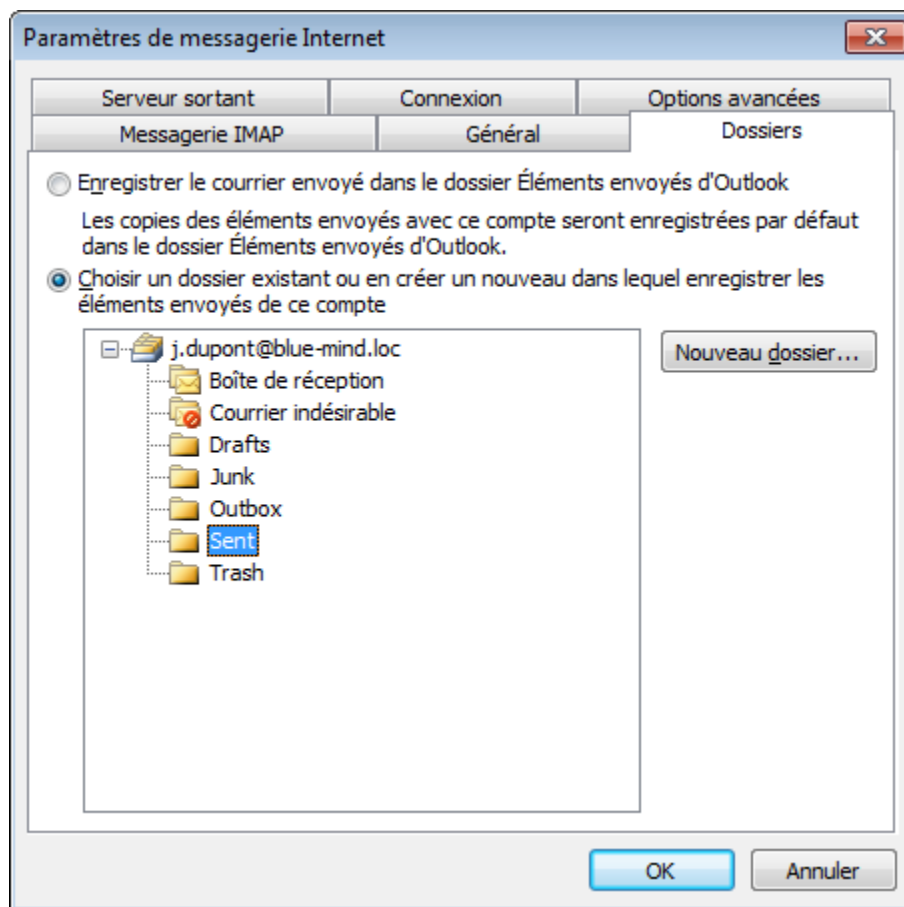 Paramètres de messagerie Internet
Serveur sortant
Connexion
Options avancées
Messagerie IMAP
Général
Dossiers
Enregistrer le courrier envoyé dans le dossier Éléments envoyés d'Outlook
Les copies des éléments envoyés avec ce compte seront enregistrées par défaut
dans le dossier Éléments envoyés d'Outlook.
Choisir un dossier existant ou en créer un nouveau dans lequel enregistrer les
éléments envoyés de ce compte
j.dupont@blue-mind.loc
Nouveau dossier...
Boîte de réception
Courrier indésirable
Drafts
Junk
Outbox
Sent
Trash
OK
Annuler